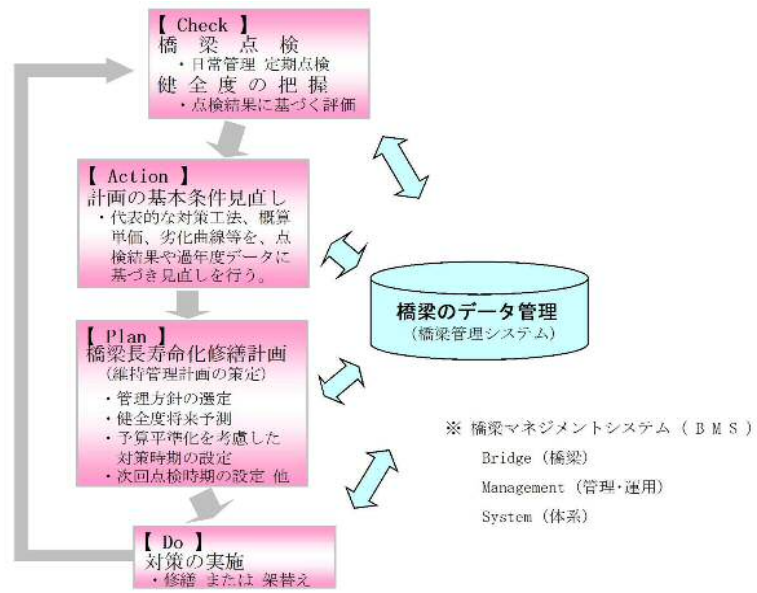 【 Check 】
橋 梁 点 検
・日常管理 定期点検
健 全 度 の 把 握
・点検結果に基づく評価
【 Action 】
計画の基本条件見直し
・代表的な対策工法、概算
単価、劣化曲線等を、点
検結果や過年度データに
基づき見直しを行う。
【 Plan 】
橋梁長寿命化修繕計画
(維持管理計画の策定)
・管理方針の選定
・健全度将来予測
・予算平準化を考慮した
対策時期の設定
・次回点検時期の設定 他
【 Do 】
対策の実施
・修繕 または 架替え
橋梁のデータ管理
(橋梁管理システム)
※ 橋梁マネジメントシステム ( B M S )
Bridge (橋梁)
Management (管理・運用)
System (体系)